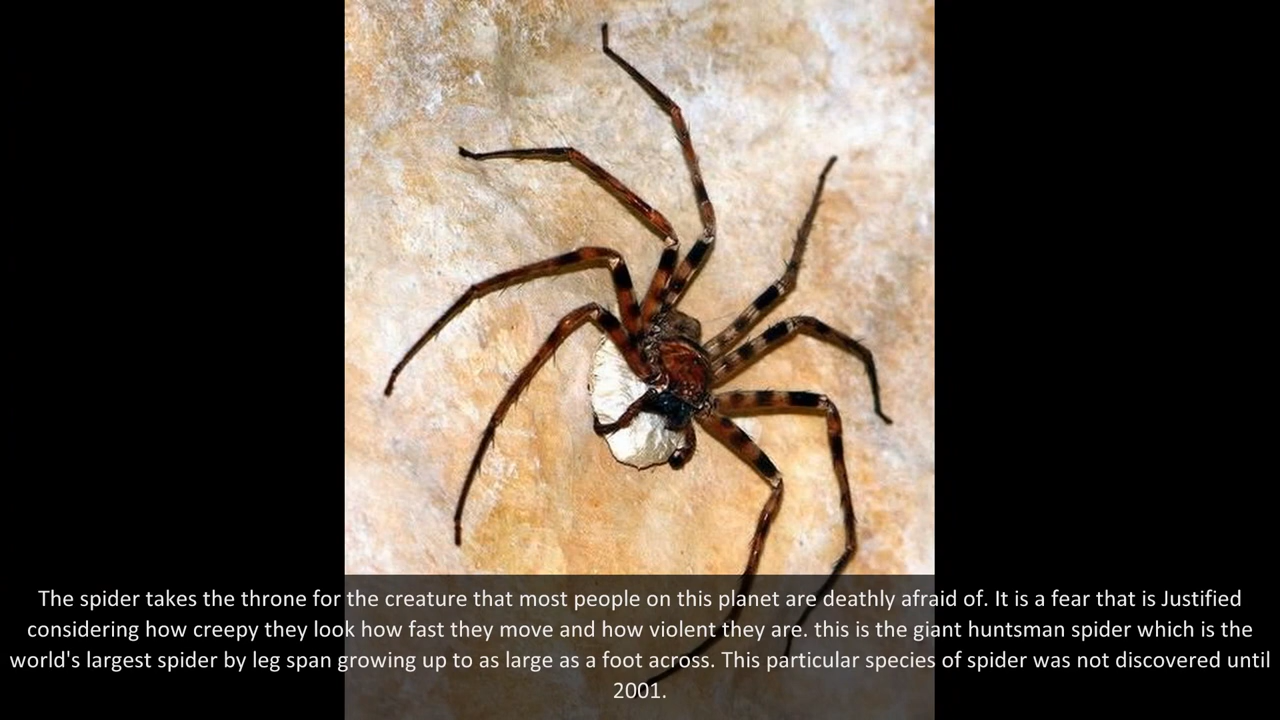 The spider takes the throne for the creature that most people on this planet are deathly afraid of. It is a fear that is Justified
considering how creepy they look how fast they move and how violent they are. this is the giant huntsman spider which is the
world's largest spider by leg span growing up to as large as a foot across. This particular species of spider was not discovered until
2001.